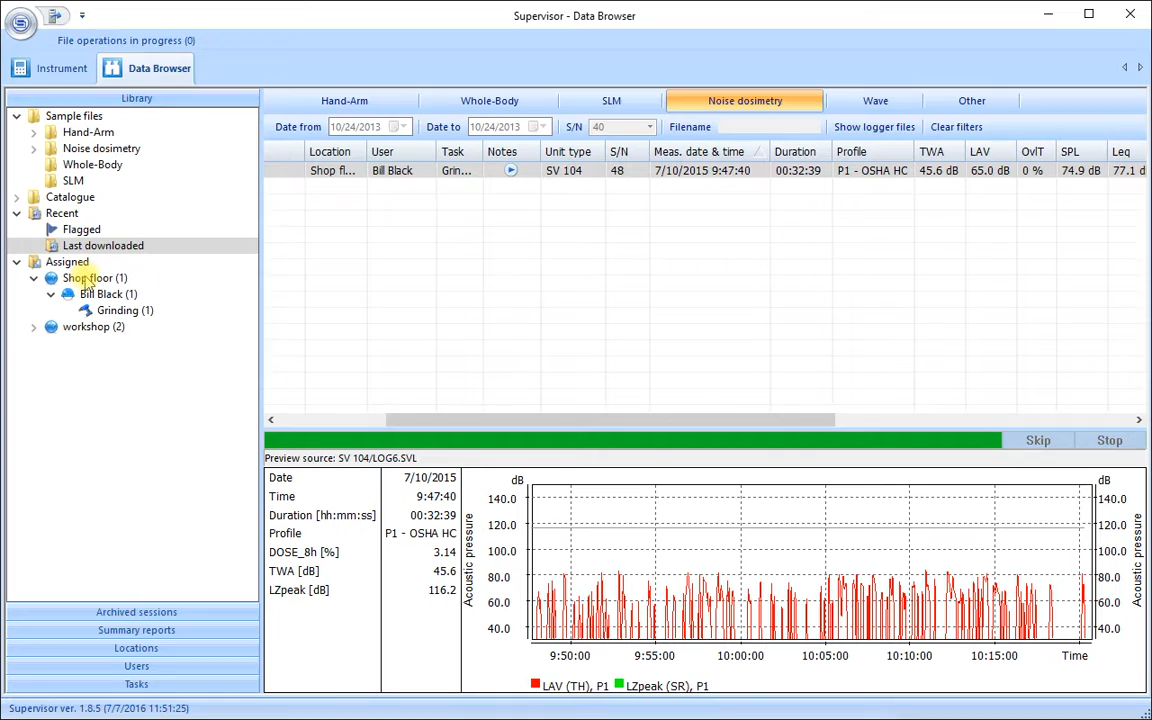 Supervisor - Data Browser
File operations in progress (0)
Instrument
Data Browser
Library
Sample files
Hand-Arm
Noise dosimetry
Whole-Body
SLM
Catalogue
Recent
Flagged
Last downloaded
Assigned
Shop floor (1)
Bill Black (1)
Grinding (1)
workshop (2)
Archived sessions
Summary reports
Locations
Users
Tasks
Hand-Arm Whole-Body SLM Noise dosimetry Wave Other
Date from 10/24/2013 Date to 10/24/2013 S/N 40 Filename Show logger files Clear filters
Location User Task Notes Unit type S/N Meas. date & time Duration Profile TWA LAV OvlT SPL Leq
Shop fl... Bill Black Grin... SV 104 48 7/10/2015 9:47:40 00:32:39 P1 - OSHA HC 45.6 dB 65.0 dB 0 % 74.9 dB 77.1 d
Skip Stop
Preview source: SV 104/LOG6.SVL
Date 7/10/2015
Time 9:47:40
Duration [hh:mm:ss] 00:32:39
Profile P1 - OSHA HC
DOSE_8h [%] 3.14
TWA [dB] 45.6
LZpeak [dB] 116.2
dB dB
140.0 140.0
120.0 120.0
100.0 100.0
80.0 80.0
60.0 60.0
40.0 40.0
Acoustic pressure
Acoustic pressure
9:50:00 9:55:00 10:00:00 10:05:00 10:10:00 10:15:00 Time
LAV (TH), P1 LZpeak (SR), P1
Supervisor ver. 1.8.5 (7/7/2016 11:51:25)